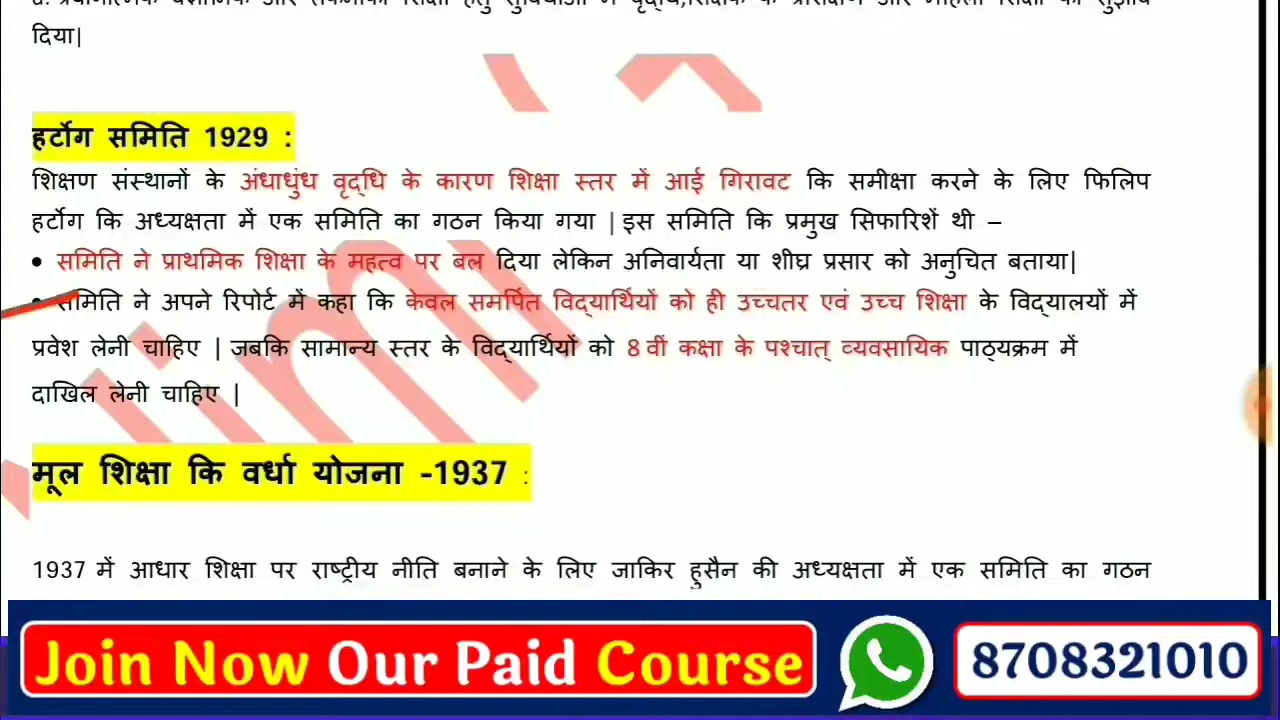 दिया|
हर्टोग समिति 1929 :
शिक्षण संस्थानों के अंधाधुंध वृद्धि के कारण शिक्षा स्तर में आई गिरावट कि समीक्षा करने के लिए फिलिप
हर्टोग कि अध्यक्षता में एक समिति का गठन किया गया | इस समिति कि प्रमुख सिफारिशें थी –
• समिति ने प्राथमिक शिक्षा के महत्व पर बल दिया लेकिन अनिवार्यता या शीघ्र प्रसार को अनुचित बताया|
• समिति ने अपने रिपोर्ट में कहा कि केवल समर्पित विद्यार्थियों को ही उच्चतर एवं उच्च शिक्षा के विद्यालयों में
प्रवेश लेनी चाहिए | जबकि सामान्य स्तर के विद्यार्थियों को 8 वीं कक्षा के पश्चात् व्यवसायिक पाठ्यक्रम में
दाखिल लेनी चाहिए |
मूल शिक्षा कि वर्धा योजना -1937 :
1937 में आधार शिक्षा पर राष्ट्रीय नीति बनाने के लिए जाकिर हुसैन की अध्यक्षता में एक समिति का गठन
Join Now Our Paid Course
8708321010